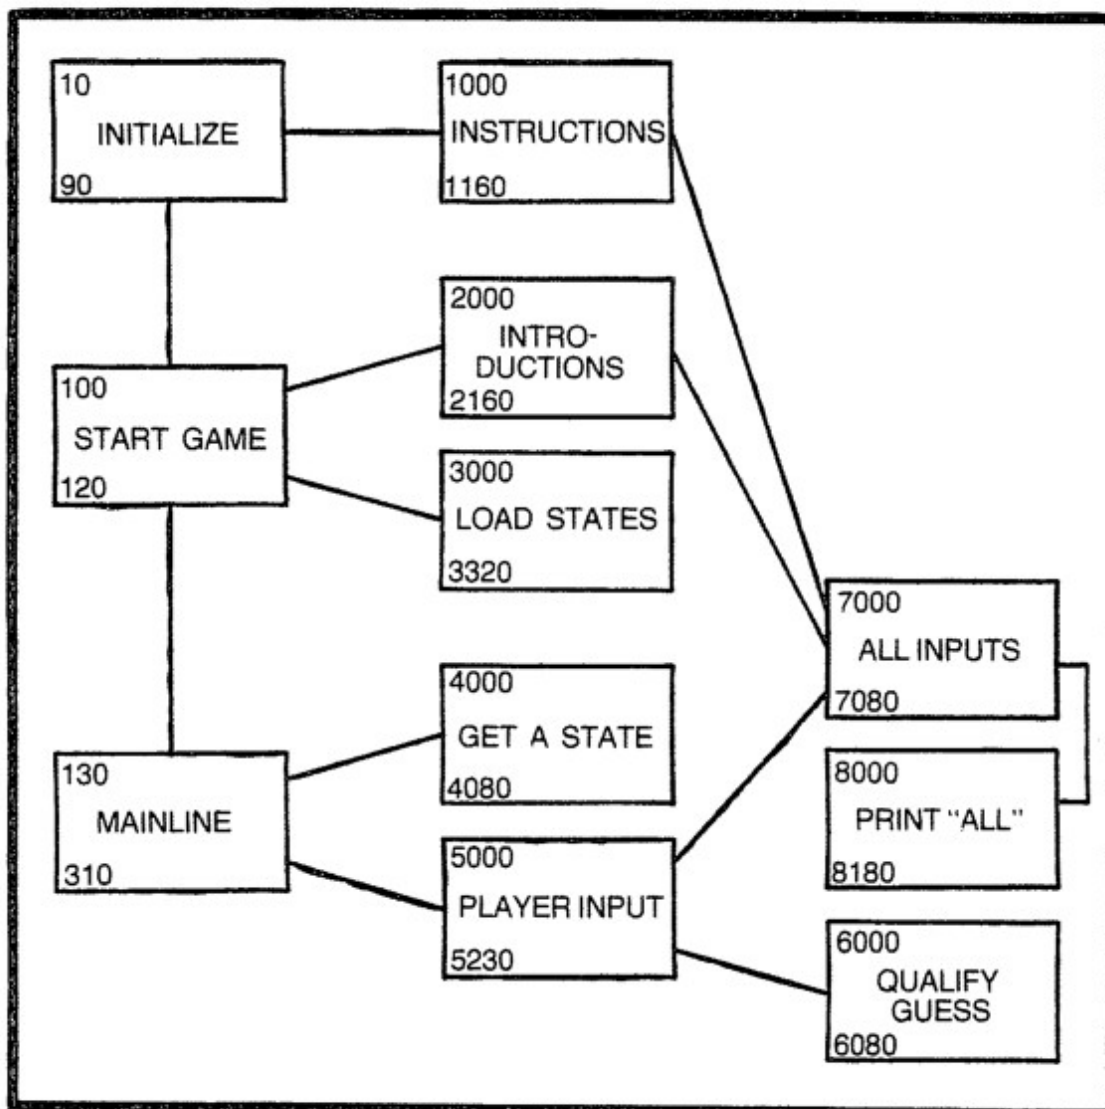 10
INITIALIZE
90
1000
INSTRUCTIONS
1160
2000
INTRO-
DUCTIONS
2160
100
START GAME
120
3000
LOAD STATES
3320
7000
ALL INPUTS
7080
4000
GET A STATE
4080
130
MAINLINE
310
8000
PRINT "ALL"
8180
5000
PLAYER INPUT
5230
6000
QUALIFY
GUESS
6080